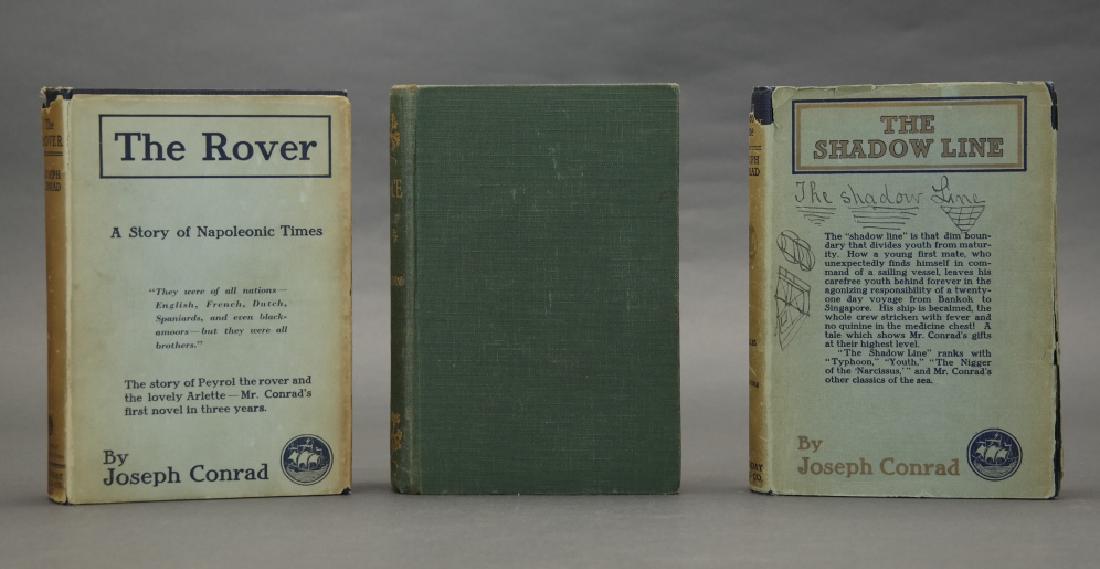 The
ROVER
The Rover
A Story of Napoleonic Times
"They were of all nations—
English, French, Dutch,
Spaniards, and even black-
amoors—but they were all
brothers."
The story of Peyrol the rover and
the lovely Arlette—Mr. Conrad's
first novel in three years.
By
Joseph Conrad
THE
SHADOW LINE
The shadow Line
The "shadow line" is that dim boun-
dary that divides youth from matur-
ity. How a young first mate, who
unexpectedly finds himself in com-
mand of a sailing vessel, leaves his
carefree youth behind forever in the
agonizing responsibility of a twenty-
one day voyage from Bankok to
Singapore. His ship is becalmed, the
whole crew stricken with fever and
no quinine in the medicine chest! A
tale which shows Mr. Conrad's gifts
at their highest level.
"The Shadow Line" ranks with
"Typhoon," "Youth," "The Nigger
of the 'Narcissus,'" and Mr. Conrad's
other classics of the sea.
By
Joseph Conrad